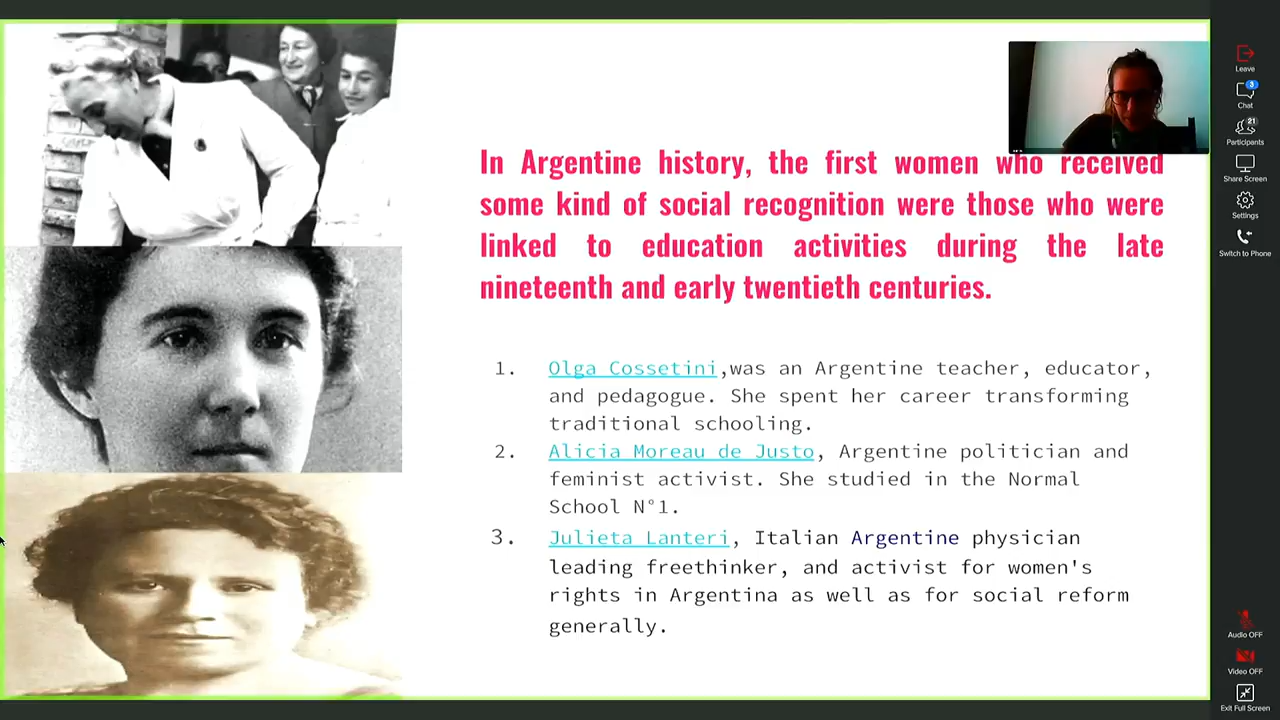 In Argentine history, the first women who received
some kind of social recognition were those who were
linked to education activities during the late
nineteenth and early twentieth centuries.
1. Olga Cossetini,was an Argentine teacher, educator,
and pedagogue. She spent her career transforming
traditional schooling.
2. Alicia Moreau de Justo, Argentine politician and
feminist activist. She studied in the Normal
School N°1.
3. Julieta Lanteri, Italian Argentine physician
leading freethinker, and activist for women's
rights in Argentina as well as for social reform
generally.
Leave
3
Chat
21
Participants
Share Screen
Settings
Switch to Phone
Audio OFF
Video OFF
Exit Full Screen